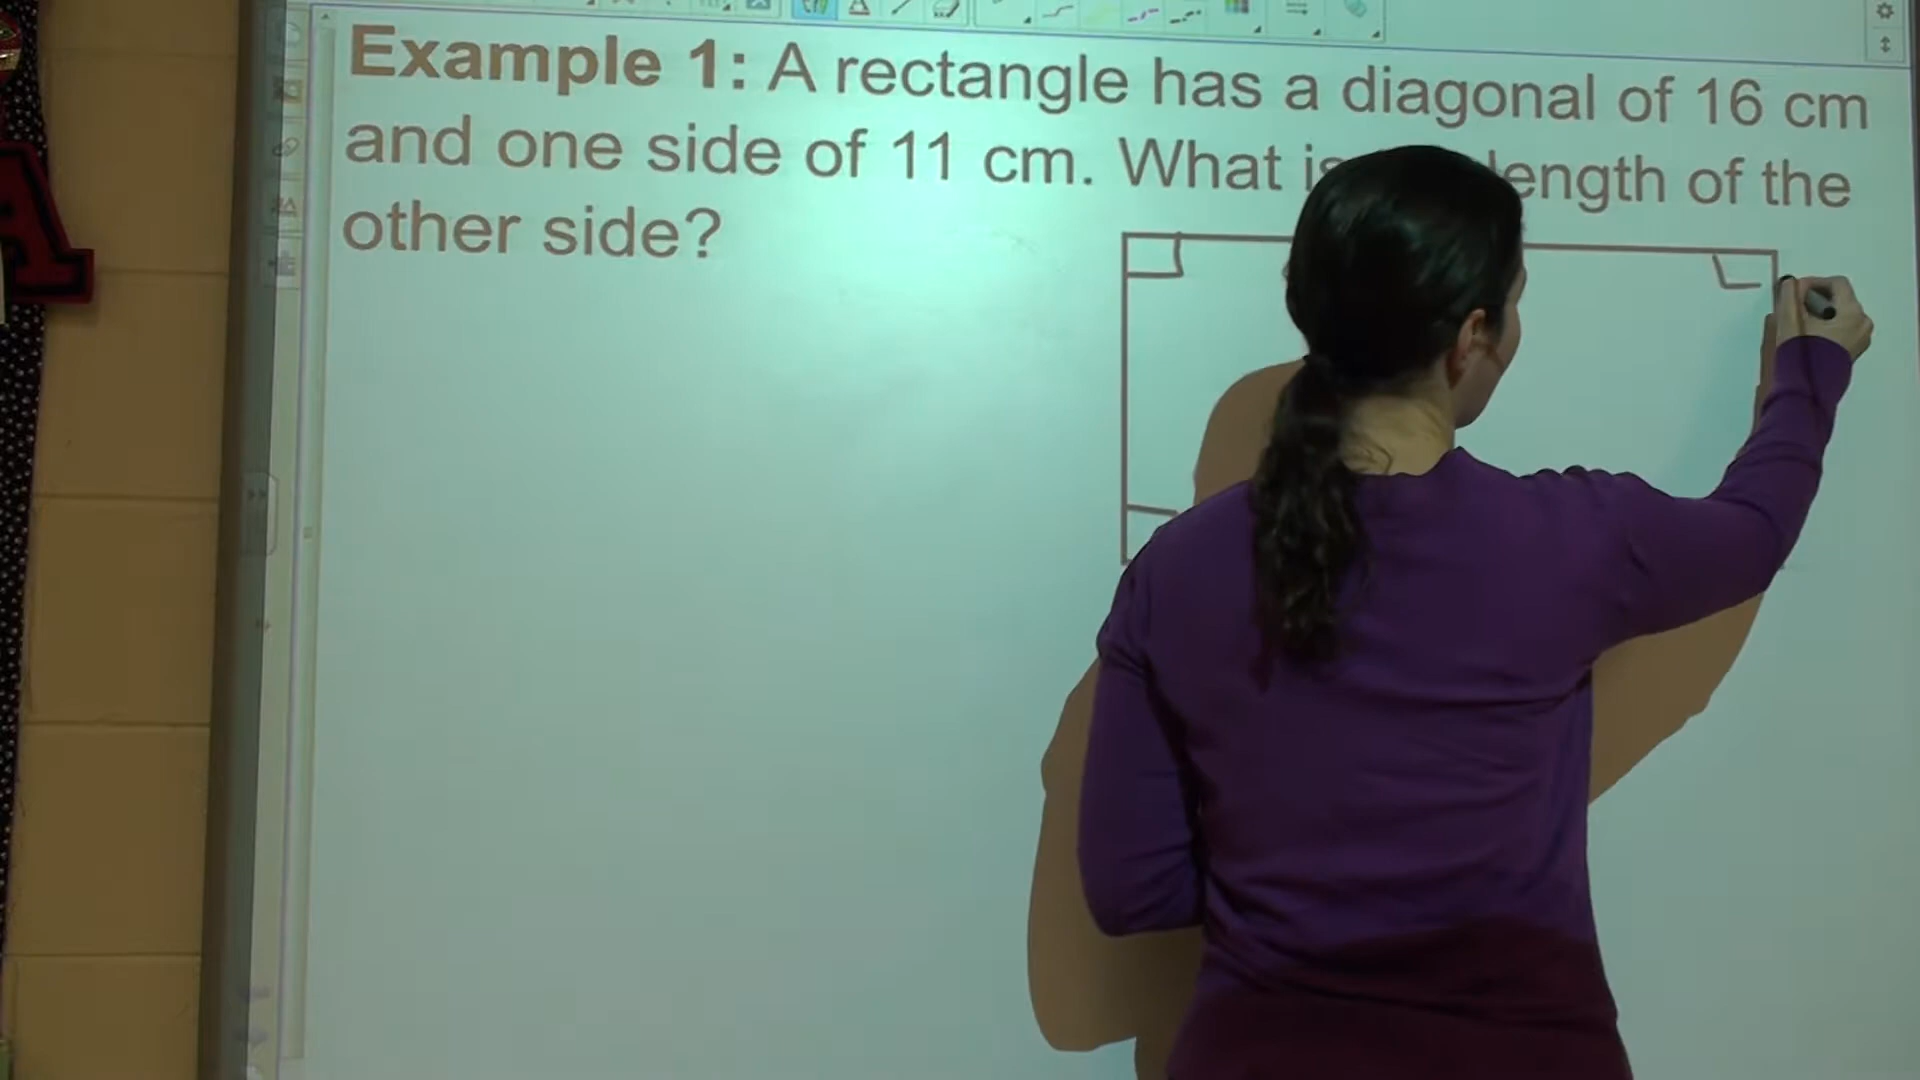 Example 1: A rectangle has a diagonal of 16 cm
and one side of 11 cm. What is length of the
other side?
A